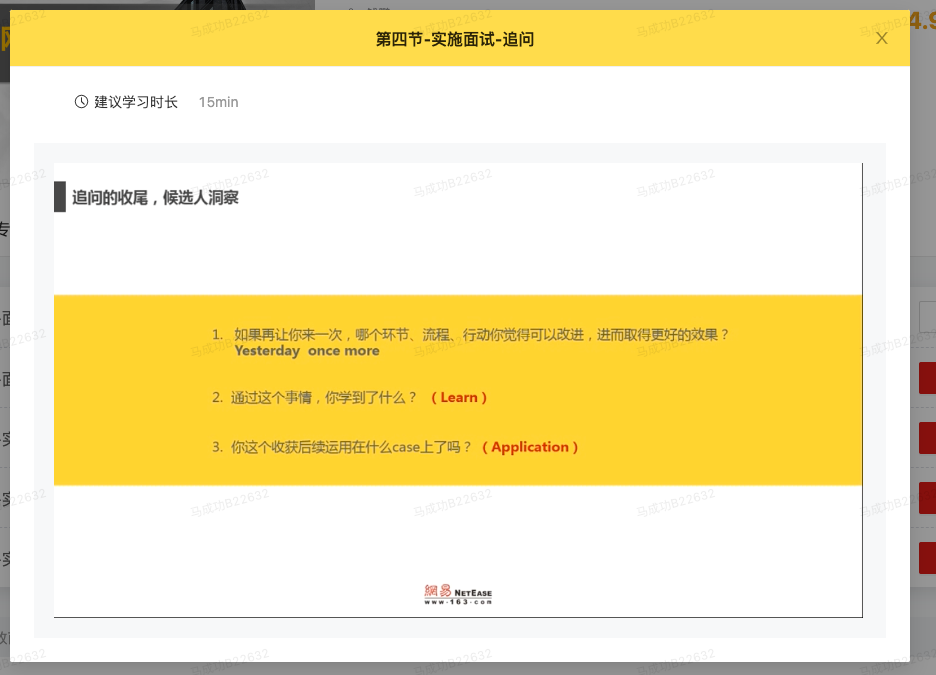 第四节-实施面试-追问
X
建议学习时长 15min
追问的收尾，候选人洞察
1. 如果再让你来一次，哪个环节、流程、行动你觉得可以改进，进而取得更好的效果？
Yesterday once more
2. 通过这个事情，你学到了什么？（Learn）
3. 你这个收获后续运用在什么case上了吗？（Application）
網易 NETEASE
www.163.com
马成功B22632